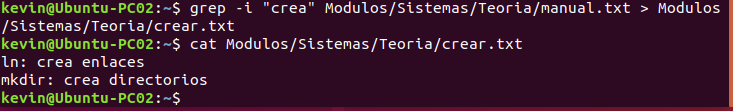 kevin@Ubuntu-PC02:~$ grep -i "crea" Modulos/Sistemas/Teoria/manual.txt > Modulos
/Sistemas/Teoria/crear.txt
kevin@Ubuntu-PC02:~$ cat Modulos/Sistemas/Teoria/crear.txt
ln: crea enlaces
mkdir: crea directorios
kevin@Ubuntu-PC02:~$